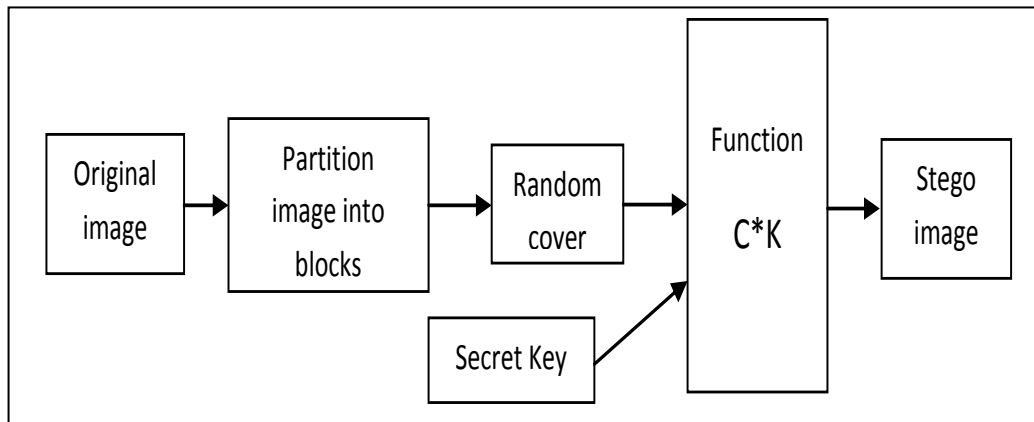 Original
image
Partition
image into
blocks
Random
cover
Secret Key
Function
C*K
Stego
image